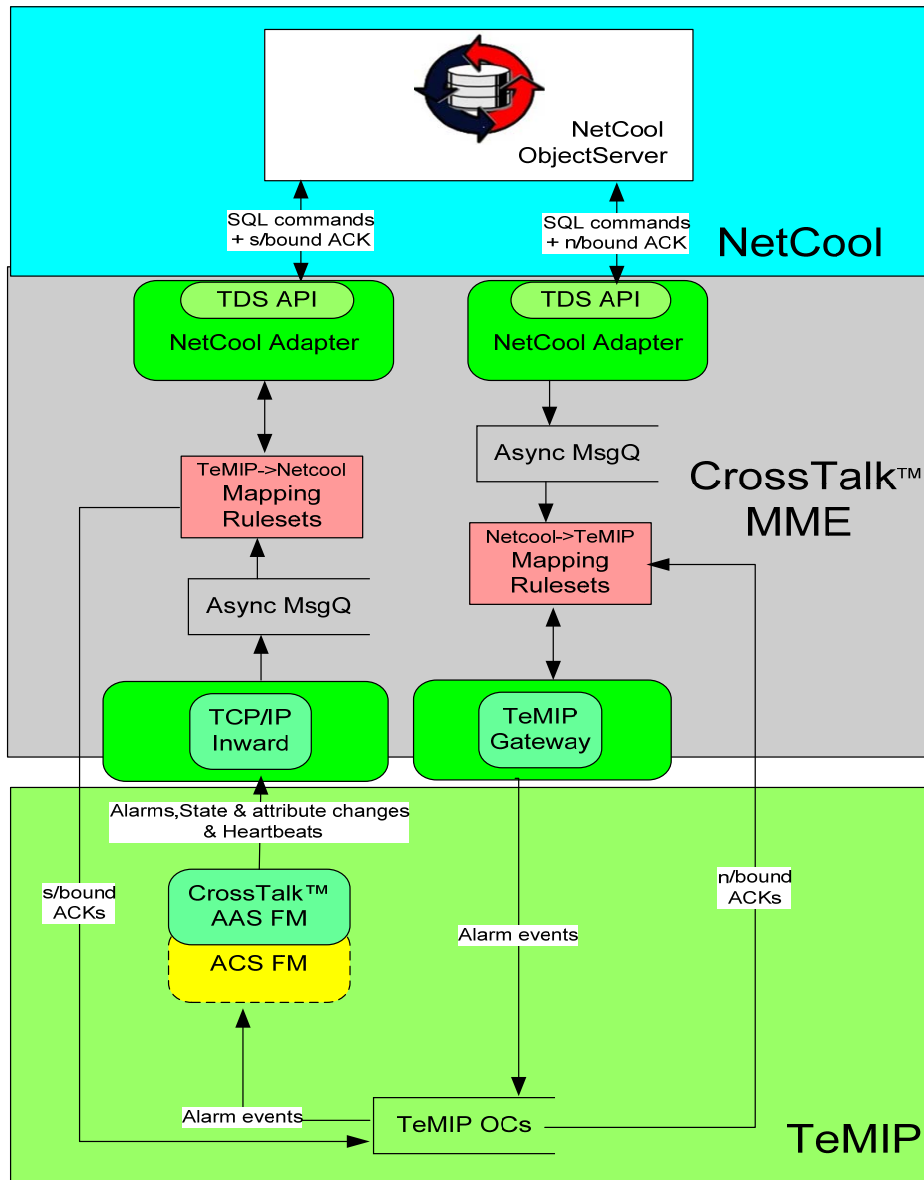 NetCool
ObjectServer
SQL commands
+ s/bound ACK
SQL commands
+ n/bound ACK
NetCool
TDS API
NetCool Adapter
TDS API
NetCool Adapter
Async MsgQ
CrossTalk™
MME
TeMIP->Netcool
Mapping
Rulesets
Netcool->TeMIP
Mapping
Rulesets
Async MsgQ
TCP/IP
Inward
TeMIP
Gateway
Alarms,State & attribute changes
& Heartbeats
s/bound
ACKs
CrossTalk™
AAS FM
ACS FM
Alarm events
n/bound
ACKs
Alarm events
TeMIP OCs
TeMIP